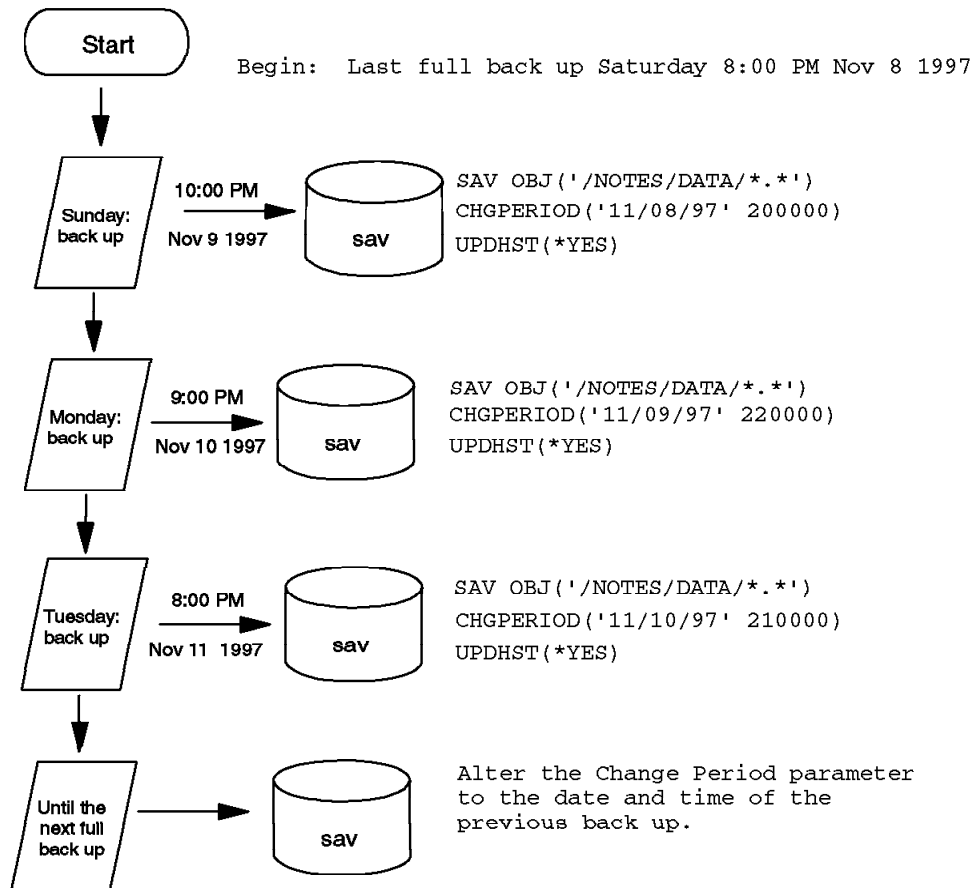 Start
Begin: Last full back up Saturday 8:00 PM Nov 8 1997
Sunday:
back up
10:00 PM
Nov 9 1997
sav
SAV OBJ('/NOTES/DATA/*.*')
CHGPERIOD('11/08/97' 200000)
UPDHST(*YES)
Monday:
back up
9:00 PM
Nov 10 1997
sav
SAV OBJ('/NOTES/DATA/*.*')
CHGPERIOD('11/09/97' 220000)
UPDHST(*YES)
Tuesday:
back up
8:00 PM
Nov 11 1997
sav
SAV OBJ('/NOTES/DATA/*.*')
CHGPERIOD('11/10/97' 210000)
UPDHST(*YES)
Until the
next full
back up
sav
Alter the Change Period parameter
to the date and time of the
previous back up.